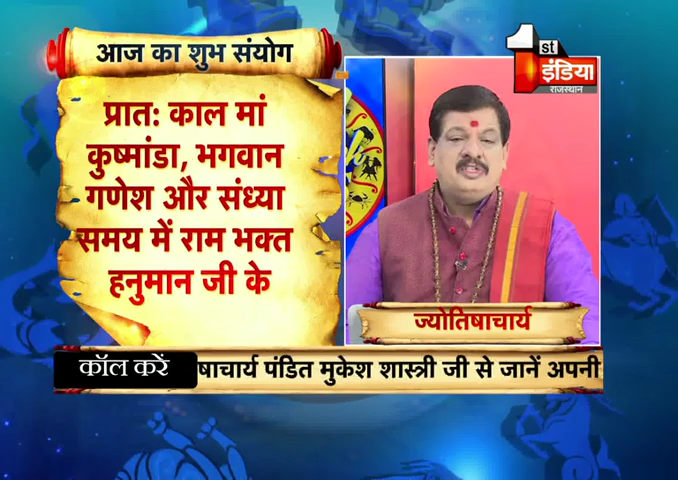 आज का शुभ संयोग
1st
इंडिया
राजस्थान
प्रात: काल मां
कुष्मांडा, भगवान
गणेश और संध्या
समय में राम भक्त
हनुमान जी के
ज्योतिषाचार्य
कॉल करें षाचार्य पंडित मुकेश शास्त्री जी से जानें अपनी